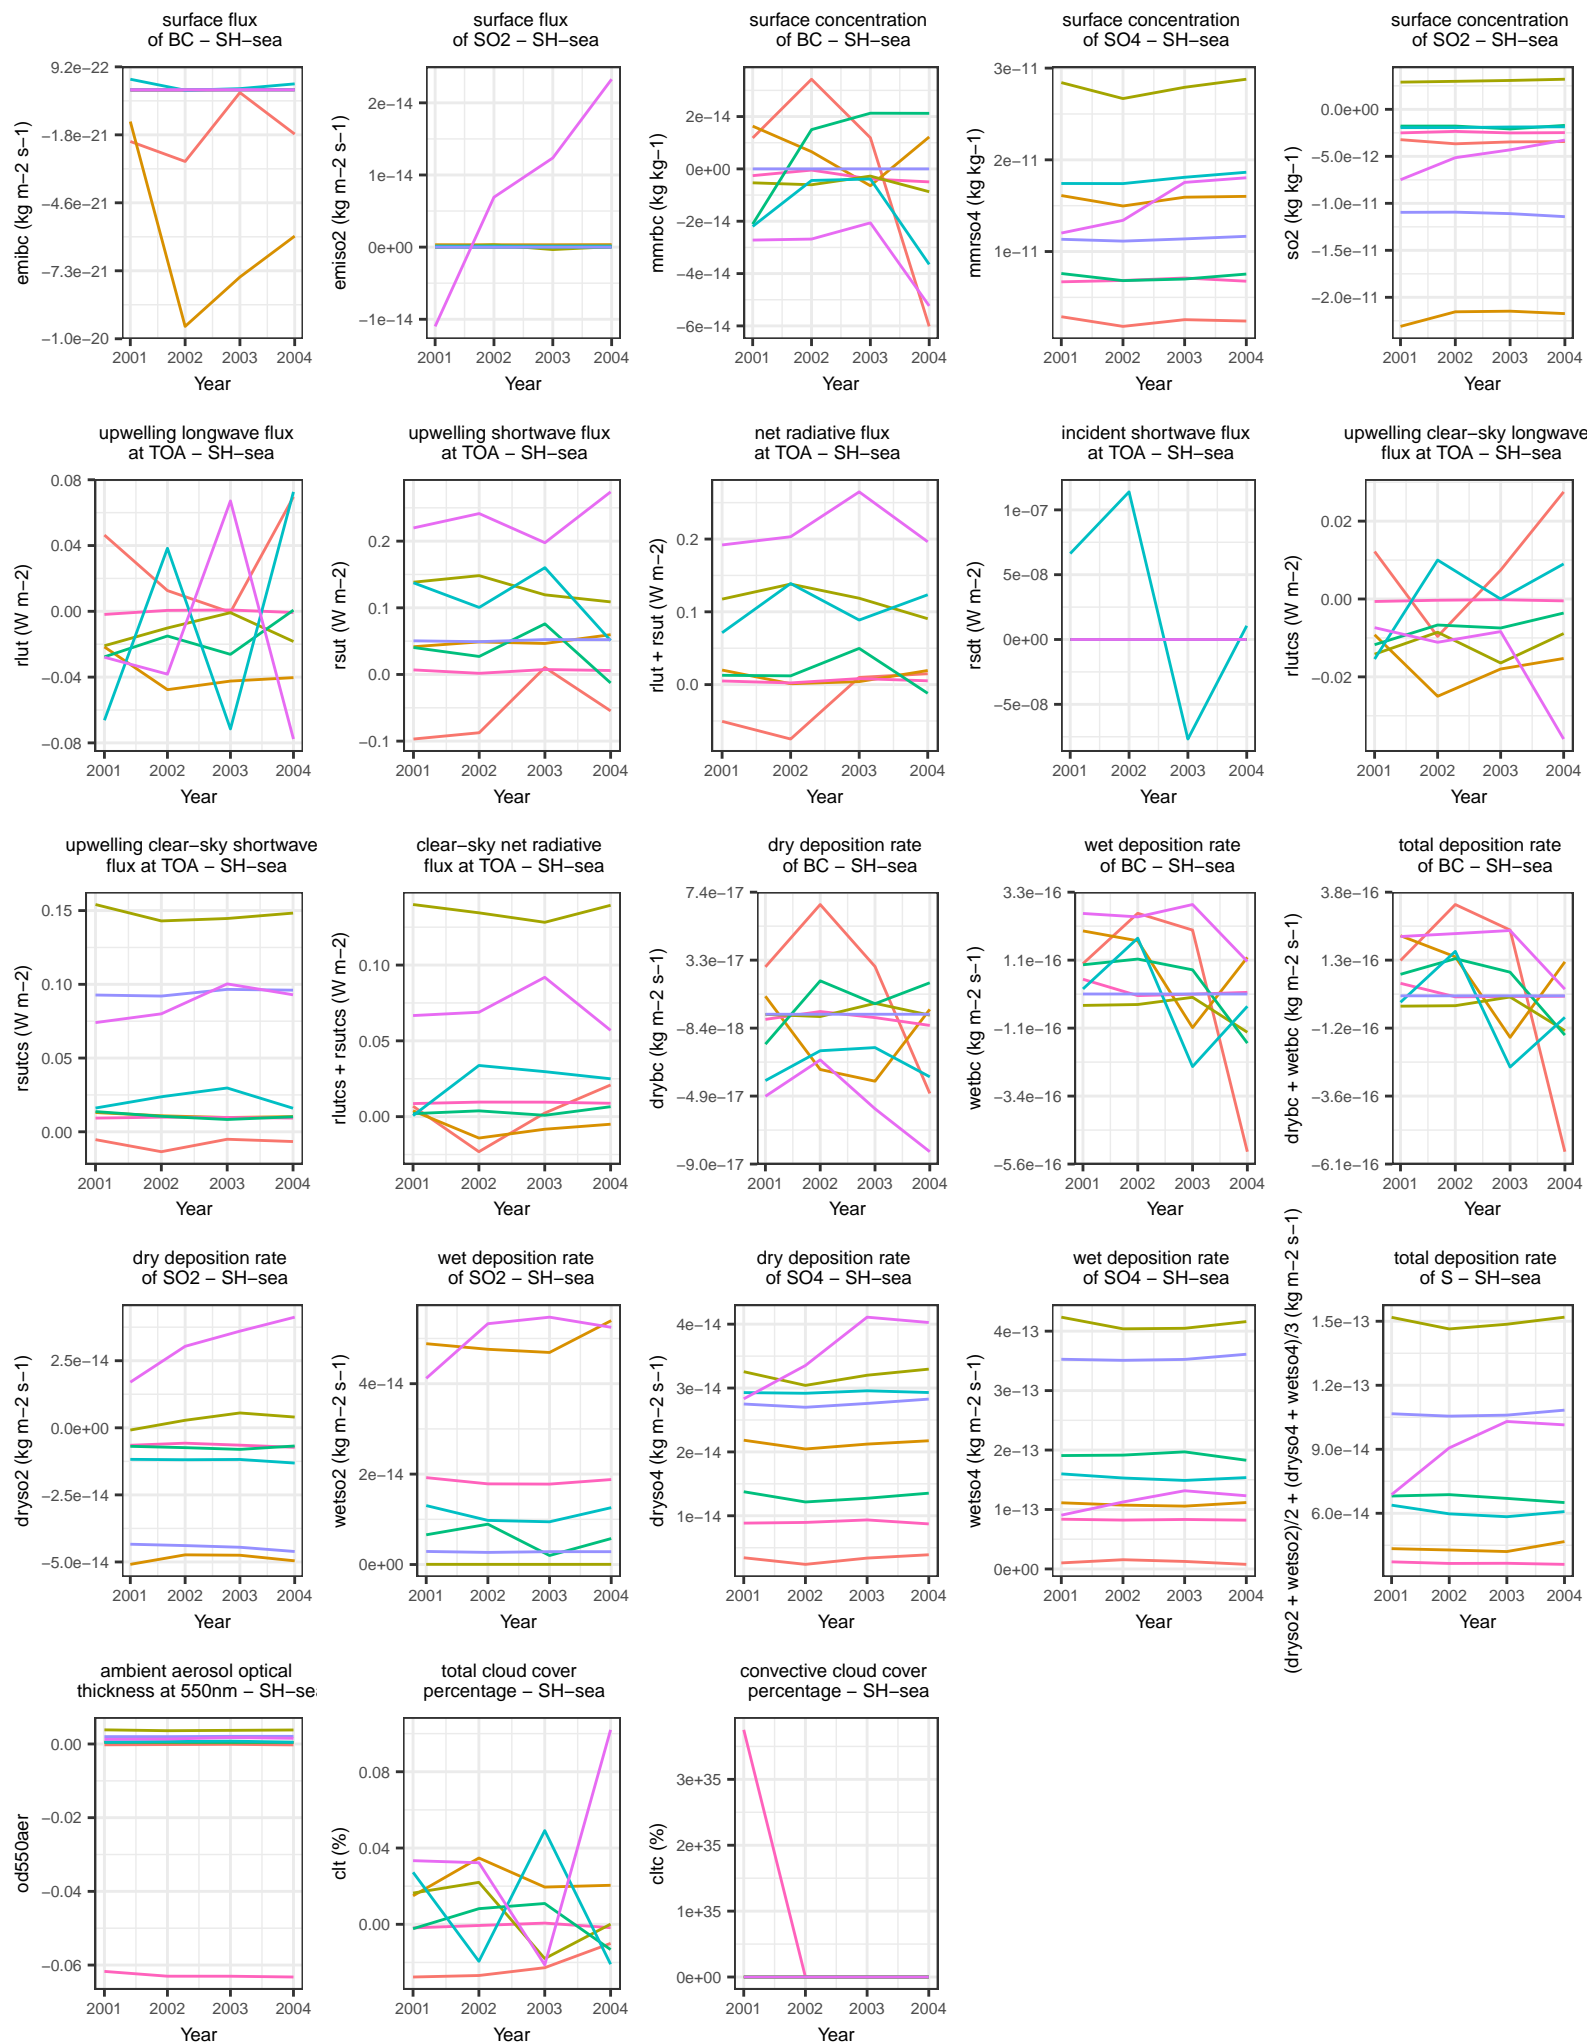 surface flux
of BC − SH−sea
surface flux
of SO2 − SH−sea
surface concentration
of BC − SH−sea
surface concentration
of SO4 − SH−sea
surface concentration
of SO2 − SH−sea
emibc (kg m−2 s−1)
9.2e−22
−1.8e−21
−4.6e−21
−7.3e−21
−1.0e−20
2001 2002 2003 2004
Year
emiso2 (kg m−2 s−1)
2e−14
1e−14
0e+00
−1e−14
2001 2002 2003 2004
Year
mmrbc (kg kg−1)
2e−14
0e+00
−2e−14
−4e−14
−6e−14
2001 2002 2003 2004
Year
mmrso4 (kg kg−1)
3e−11
2e−11
1e−11
2001 2002 2003 2004
Year
so2 (kg kg−1)
0.0e+00
−5.0e−12
−1.0e−11
−1.5e−11
−2.0e−11
2001 2002 2003 2004
Year
upwelling longwave flux
at TOA − SH−sea
upwelling shortwave flux
at TOA − SH−sea
net radiative flux
at TOA − SH−sea
incident shortwave flux
at TOA − SH−sea
upwelling clear−sky longwave
flux at TOA − SH−sea
rlut (W m−2)
0.08
0.04
0.00
−0.04
−0.08
2001 2002 2003 2004
Year
rsut (W m−2)
0.2
0.1
0.0
−0.1
2001 2002 2003 2004
Year
rlut + rsut (W m−2)
0.2
0.1
0.0
2001 2002 2003 2004
Year
rsdt (W m−2)
1e−07
5e−08
0e+00
−5e−08
2001 2002 2003 2004
Year
rlutcs (W m−2)
0.02
0.00
−0.02
2001 2002 2003 2004
Year
upwelling clear−sky shortwave
flux at TOA − SH−sea
clear−sky net radiative
flux at TOA − SH−sea
dry deposition rate
of BC − SH−sea
wet deposition rate
of BC − SH−sea
total deposition rate
of BC − SH−sea
rsutcs (W m−2)
0.15
0.10
0.05
0.00
2001 2002 2003 2004
Year
rlutcs + rsutcs (W m−2)
0.10
0.05
0.00
2001 2002 2003 2004
Year
drybc (kg m−2 s−1)
7.4e−17
3.3e−17
−8.4e−18
−4.9e−17
−9.0e−17
2001 2002 2003 2004
Year
wetbc (kg m−2 s−1)
3.3e−16
1.1e−16
−1.1e−16
−3.4e−16
−5.6e−16
2001 2002 2003 2004
Year
drybc + wetbc (kg m−2 s−1)
3.8e−16
1.3e−16
−1.2e−16
−3.6e−16
−6.1e−16
2001 2002 2003 2004
Year
dry deposition rate
of SO2 − SH−sea
wet deposition rate
of SO2 − SH−sea
dry deposition rate
of SO4 − SH−sea
wet deposition rate
of SO4 − SH−sea
total deposition rate
of S − SH−sea
dryso2 (kg m−2 s−1)
2.5e−14
0.0e+00
−2.5e−14
−5.0e−14
2001 2002 2003 2004
Year
wetso2 (kg m−2 s−1)
4e−14
2e−14
0e+00
2001 2002 2003 2004
Year
dryso4 (kg m−2 s−1)
4e−14
3e−14
2e−14
1e−14
2001 2002 2003 2004
Year
wetso4 (kg m−2 s−1)
4e−13
3e−13
2e−13
1e−13
0e+00
2001 2002 2003 2004
Year
(dryso2 + wetso2)/2 + (dryso4 + wetso4)/3 (kg m−2 s−1)
1.5e−13
1.2e−13
9.0e−14
6.0e−14
2001 2002 2003 2004
Year
ambient aerosol optical
thickness at 550nm − SH−se
total cloud cover
percentage − SH−sea
convective cloud cover
percentage − SH−sea
od550aer
0.00
−0.02
−0.04
−0.06
2001 2002 2003 2004
Year
clt (%)
0.08
0.04
0.00
2001 2002 2003 2004
Year
cltc (%)
3e+35
2e+35
1e+35
0e+00
2001 2002 2003 2004
Year